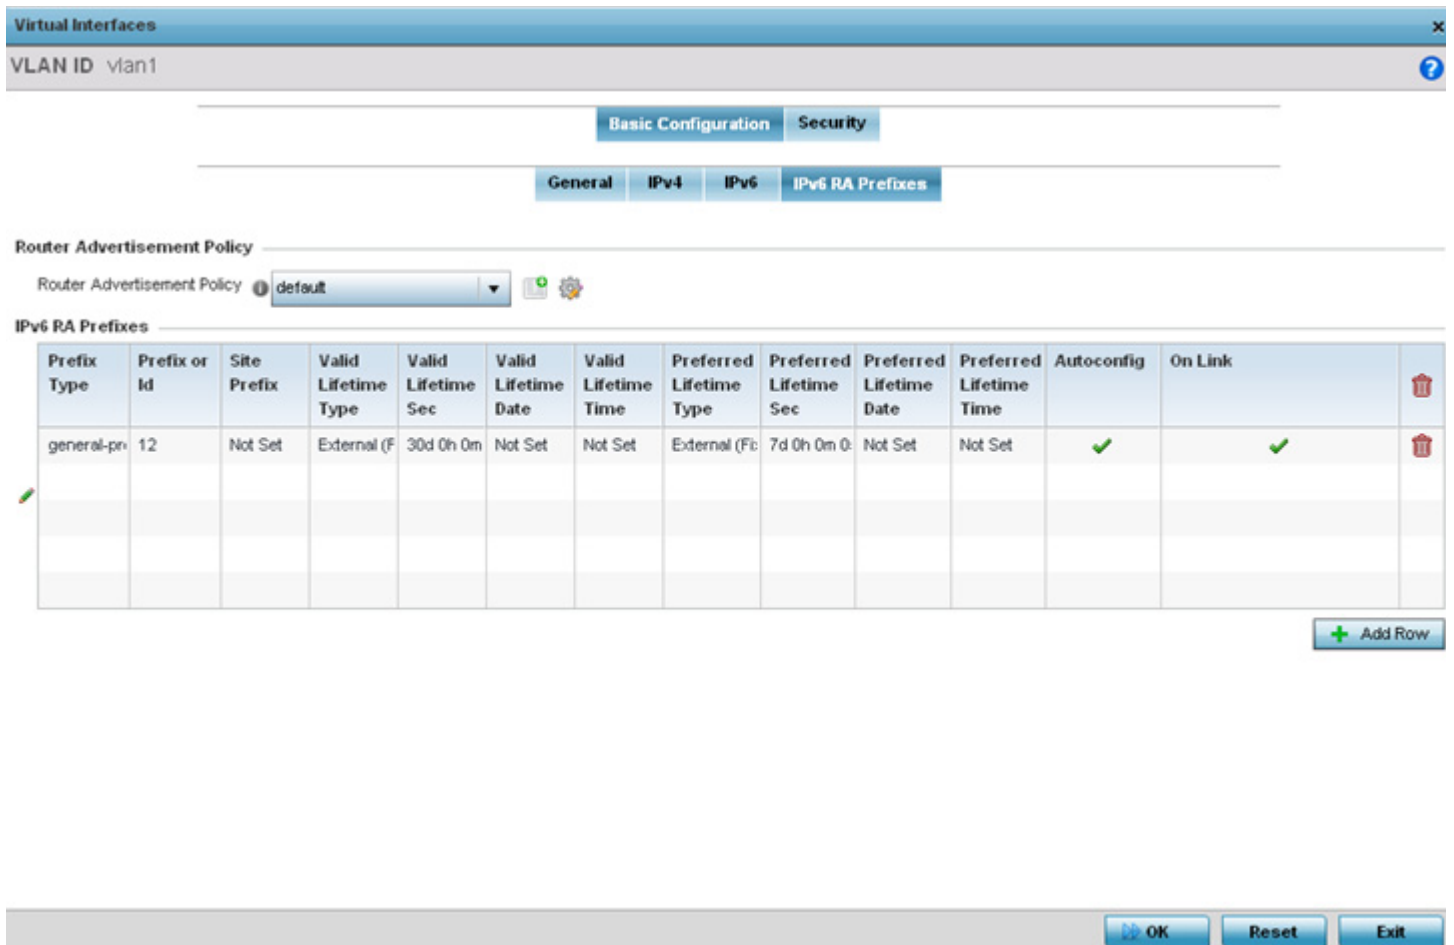 Virtual Interfaces
VLAN ID vlan1
Basic Configuration Security
General IPv4 IPv6 IPv6 RA Prefixes
Router Advertisement Policy
Router Advertisement Policy default
IPv6 RA Prefixes
Prefix Type Prefix or Id Site Prefix Valid Lifetime Type Valid Lifetime Sec Valid Lifetime Date Valid Lifetime Time Preferred Lifetime Type Preferred Lifetime Sec Preferred Lifetime Date Preferred Lifetime Time Autoconfig On Link
general-pr 12 Not Set External (F 30d 0h 0m Not Set Not Set External (Fi 7d 0h 0m 0 Not Set Not Set
Add Row
OK Reset Exit